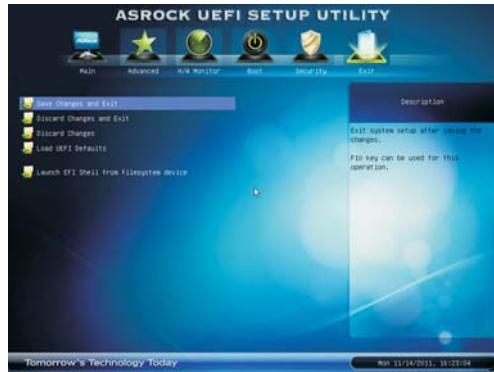 ASROCK UEFI SETUP UTILITY
Main Advanced H/W Monitor Boot Security Exit
Save Changes and Exit
Discard Changes and Exit
Discard Changes
Load UEFI Defaults
Launch EFI Shell from filesystem device
Description
Exit system setup after saving the
changes.
F10 key can be used for this
operation.
Tomorrow's Technology Today
Mon 11/14/2011, 16:23:04